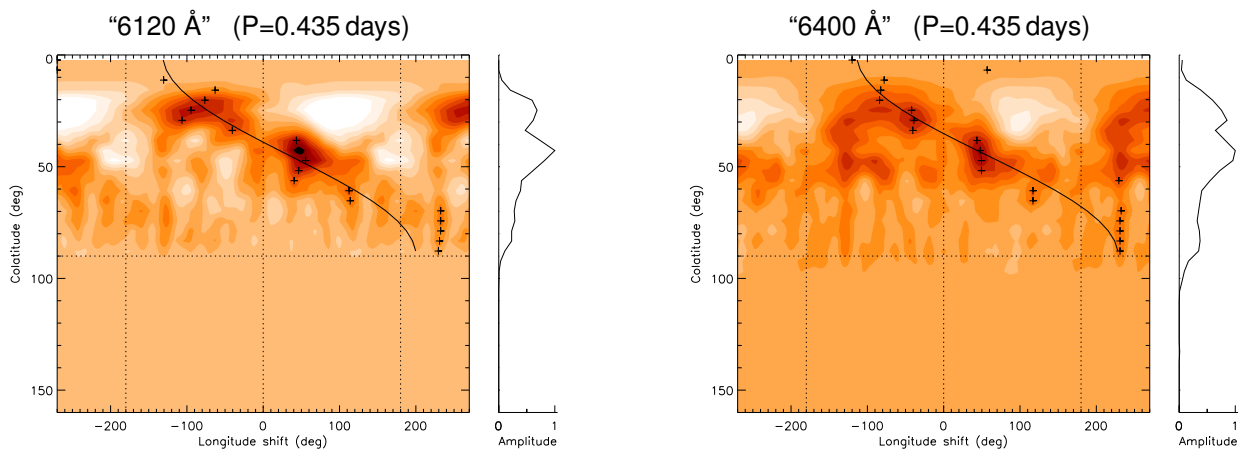 “6120 Å” (P=0.435 days)
“6400 Å” (P=0.435 days)
0
50
100
150
Colatitude (deg)
−200 −100 0 100 200
Longitude shift (deg)
0 1
Amplitude
0
50
100
150
Colatitude (deg)
−200 −100 0 100 200
Longitude shift (deg)
0 1
Amplitude